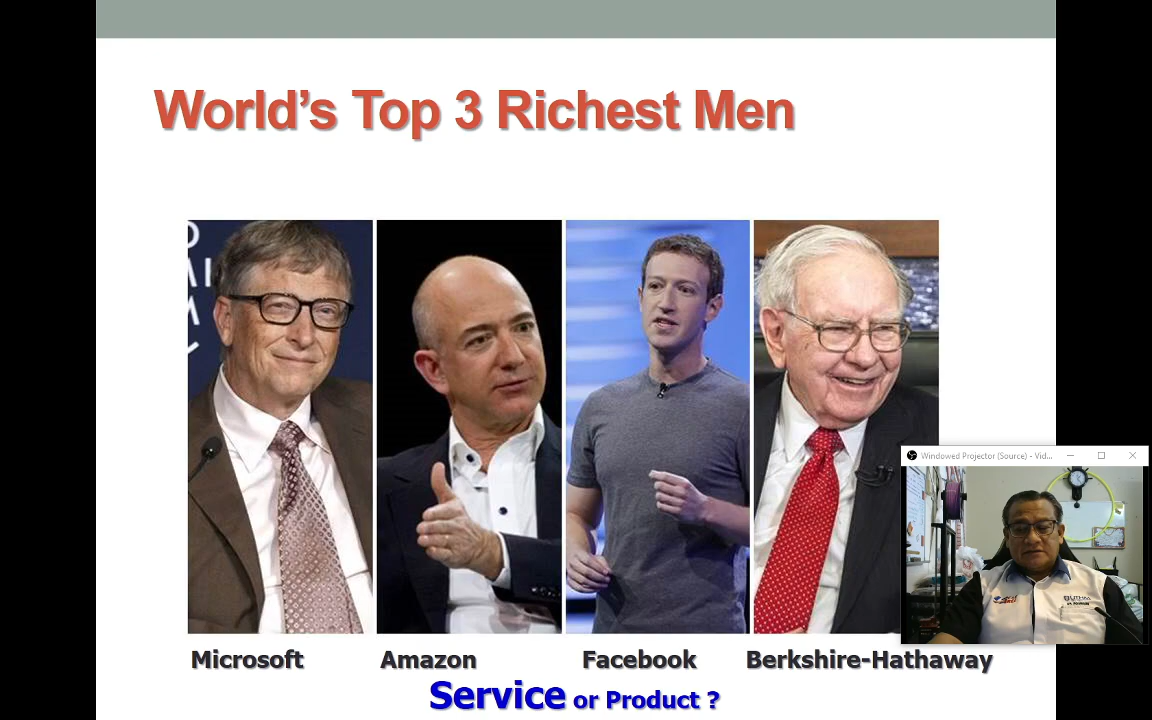 World's Top 3 Richest Men
Windowed Projector (Source) - Vid...
Microsoft
Amazon
Facebook
Berkshire-Hathaway
Service or Product ?